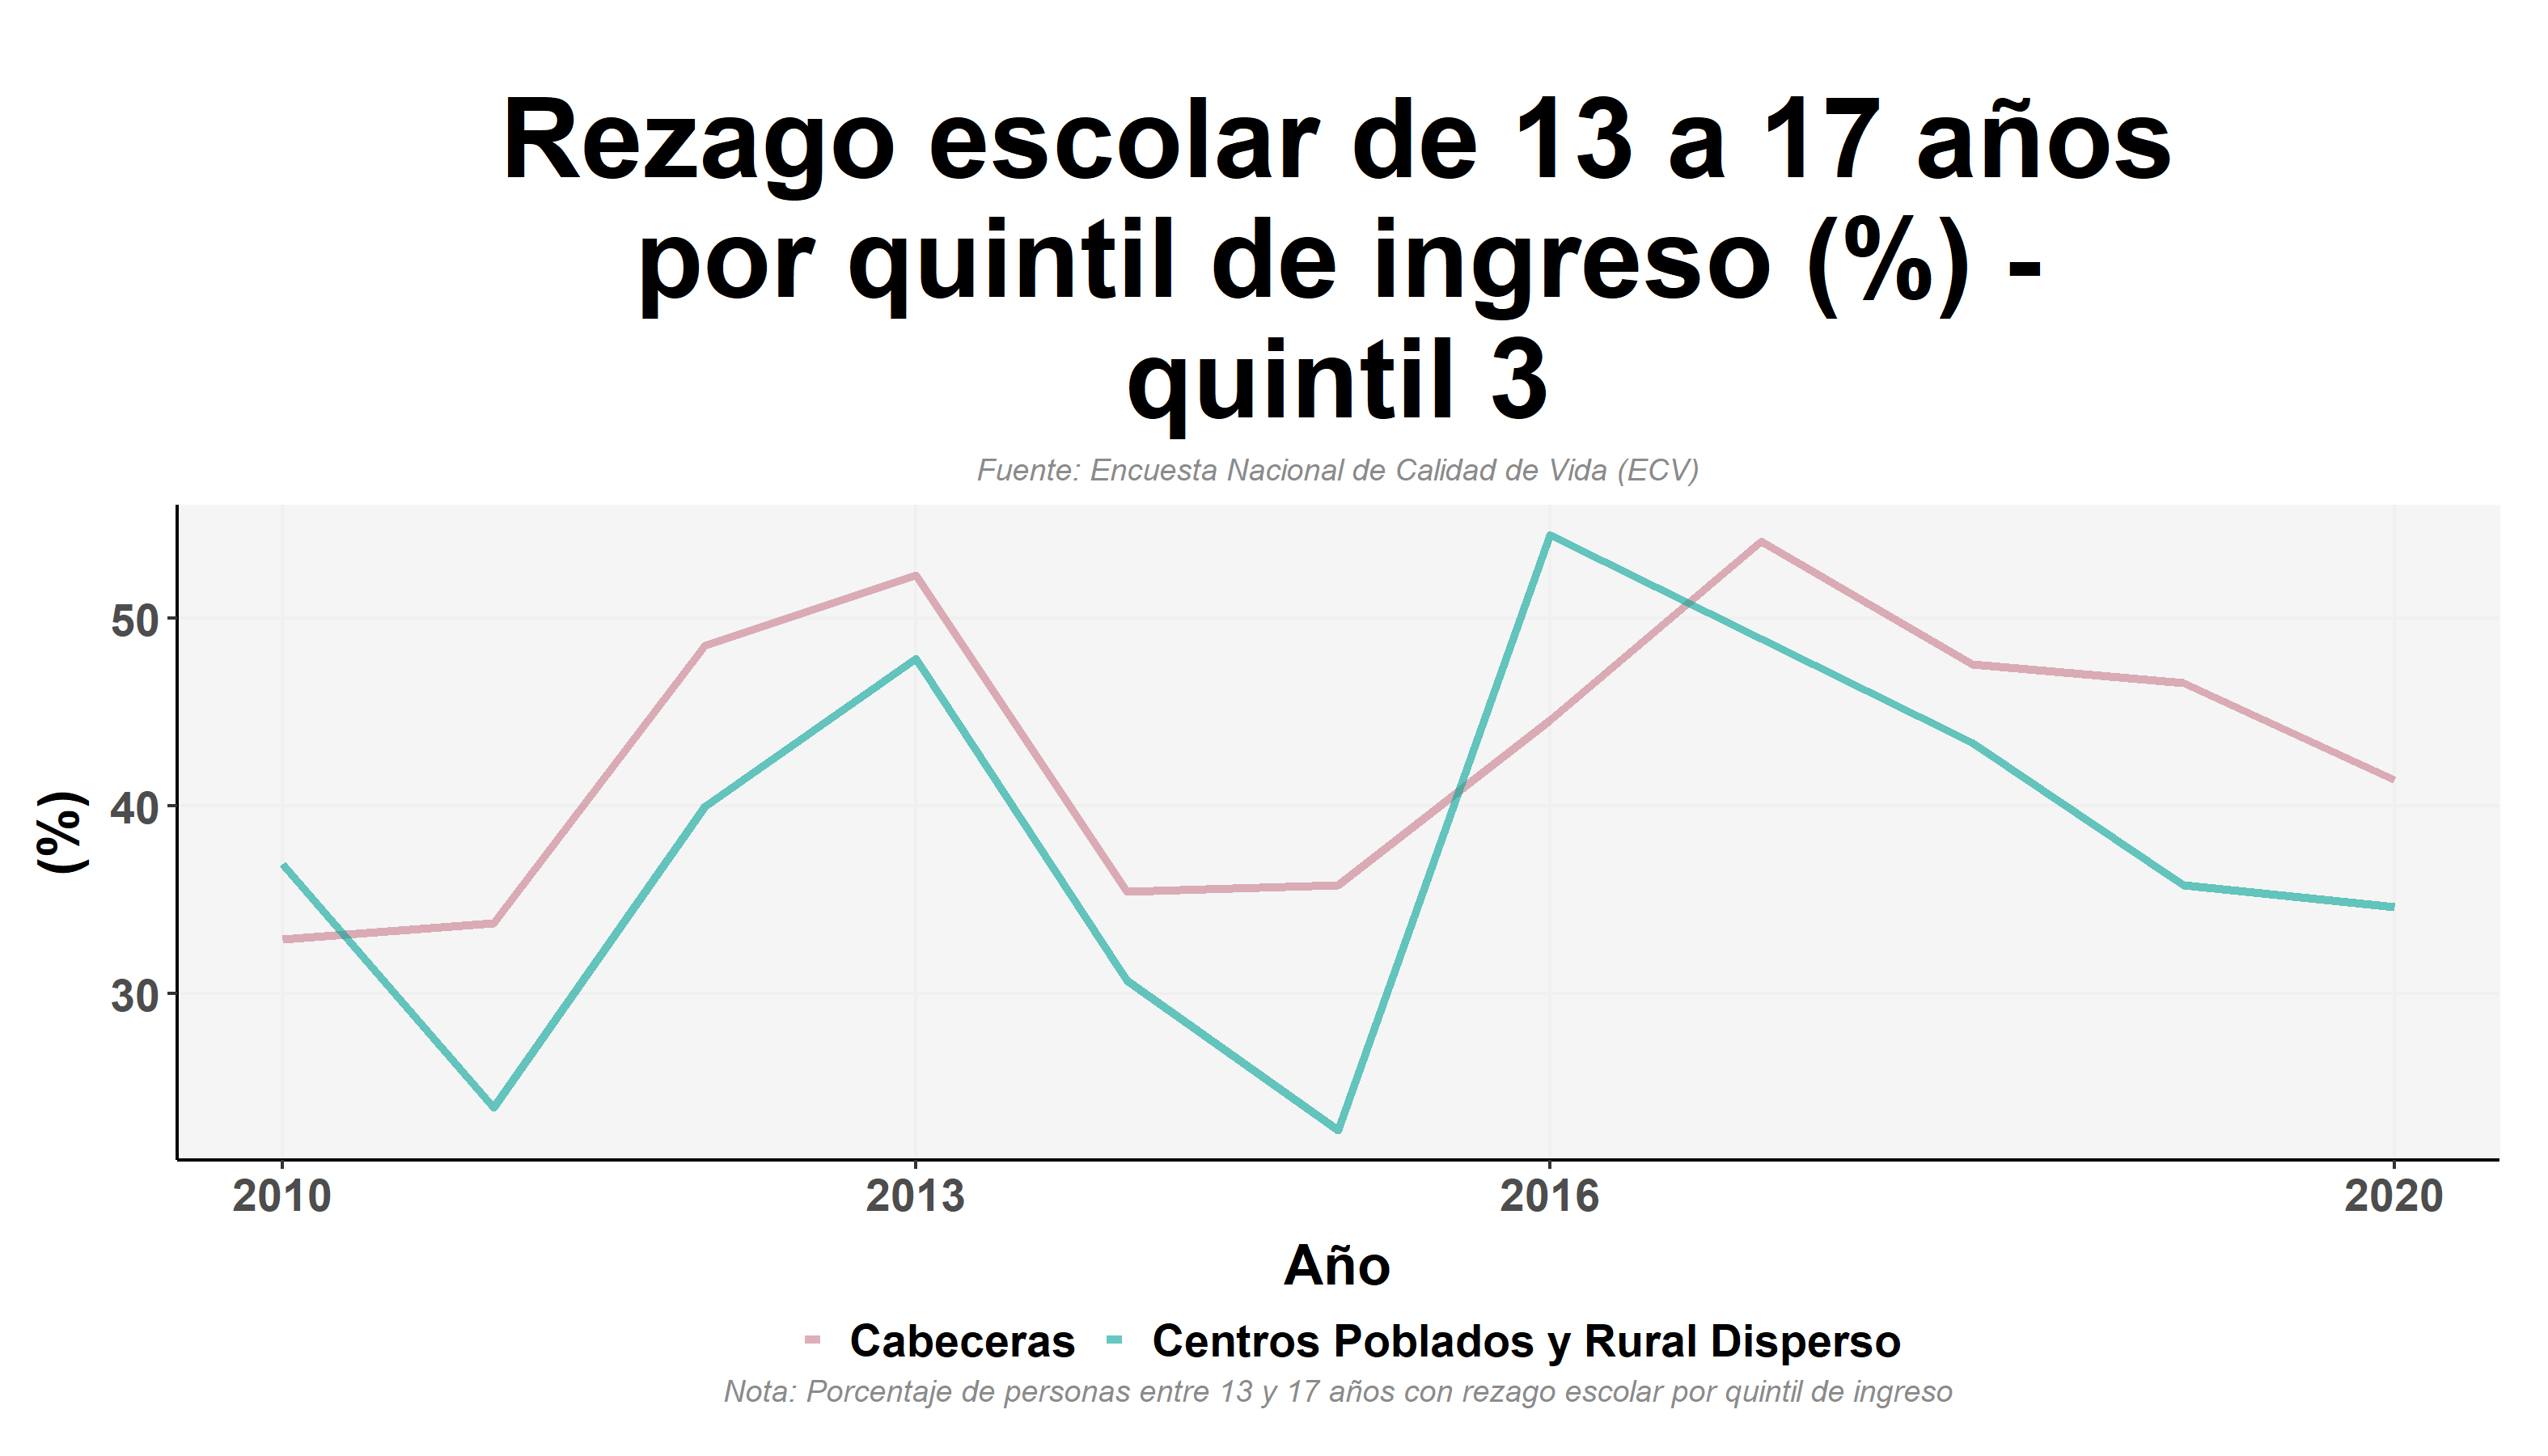 Rezago escolar de 13 a 17 años
por quintil de ingreso (%) -
quintil 3
Fuente: Encuesta Nacional de Calidad de Vida (ECV)
(%)
50
40
30
2010 2013 2016 2020
Año
Cabeceras Centros Poblados y Rural Disperso
Nota: Porcentaje de personas entre 13 y 17 años con rezago escolar por quintil de ingreso